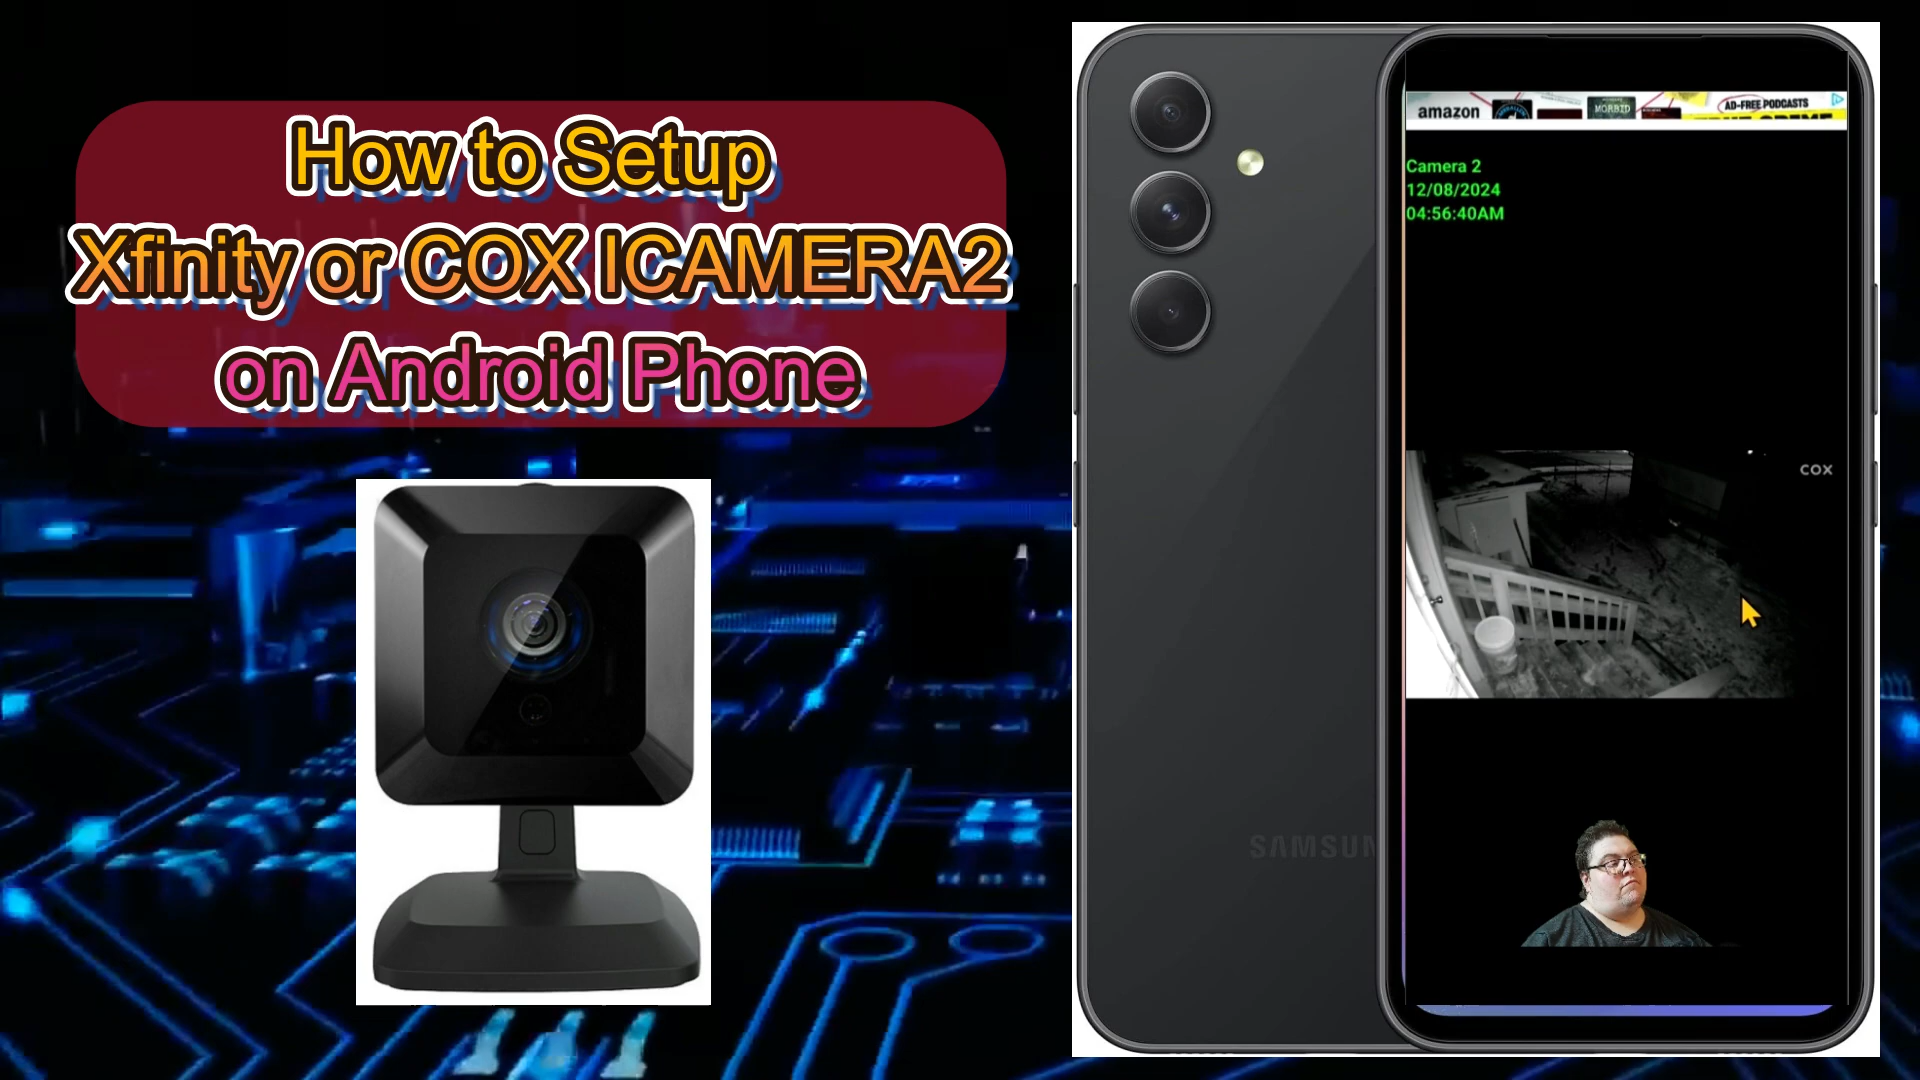 How to Setup
Xfinity or COX ICAMERA2
on Android Phone
amazon
MORBID
AD-FREE PODCASTS
Camera 2
12/08/2024
04:56:40AM
COX